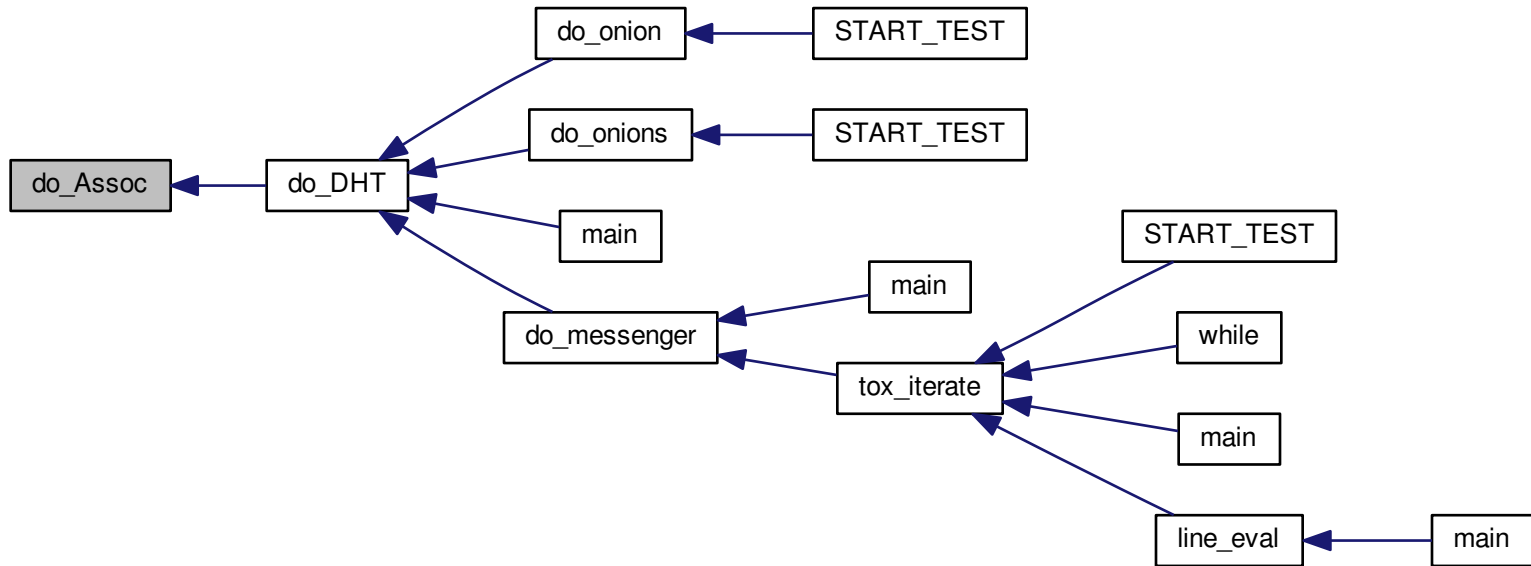 do_onion
START_TEST
do_onions
START_TEST
do_Assoc
do_DHT
main
START_TEST
main
do_messenger
while
tox_iterate
main
line_eval
main